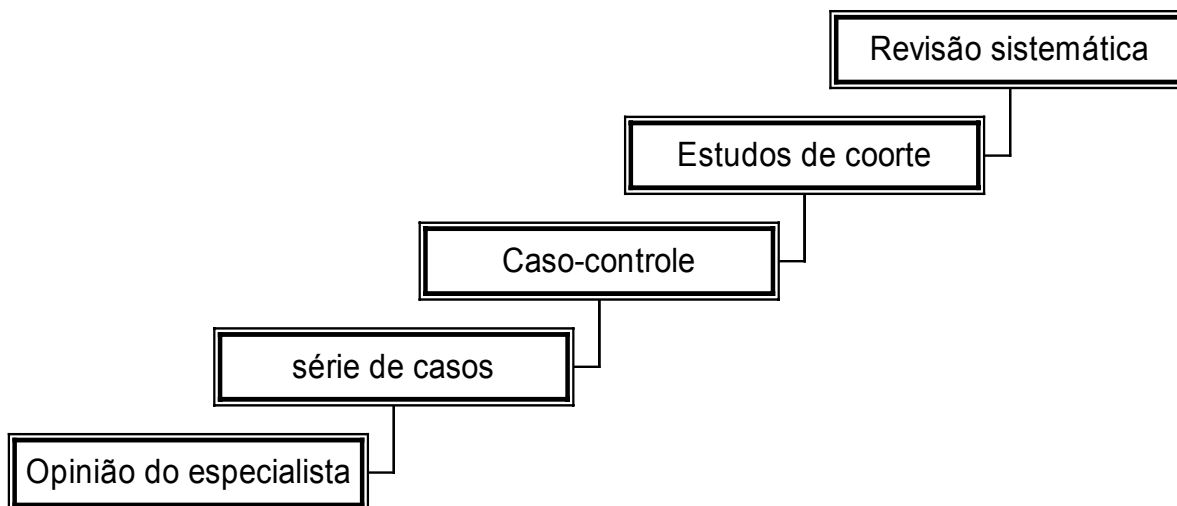 Revisão sistemática
Estudos de coorte
Caso-controle
série de casos
Opinião do especialista